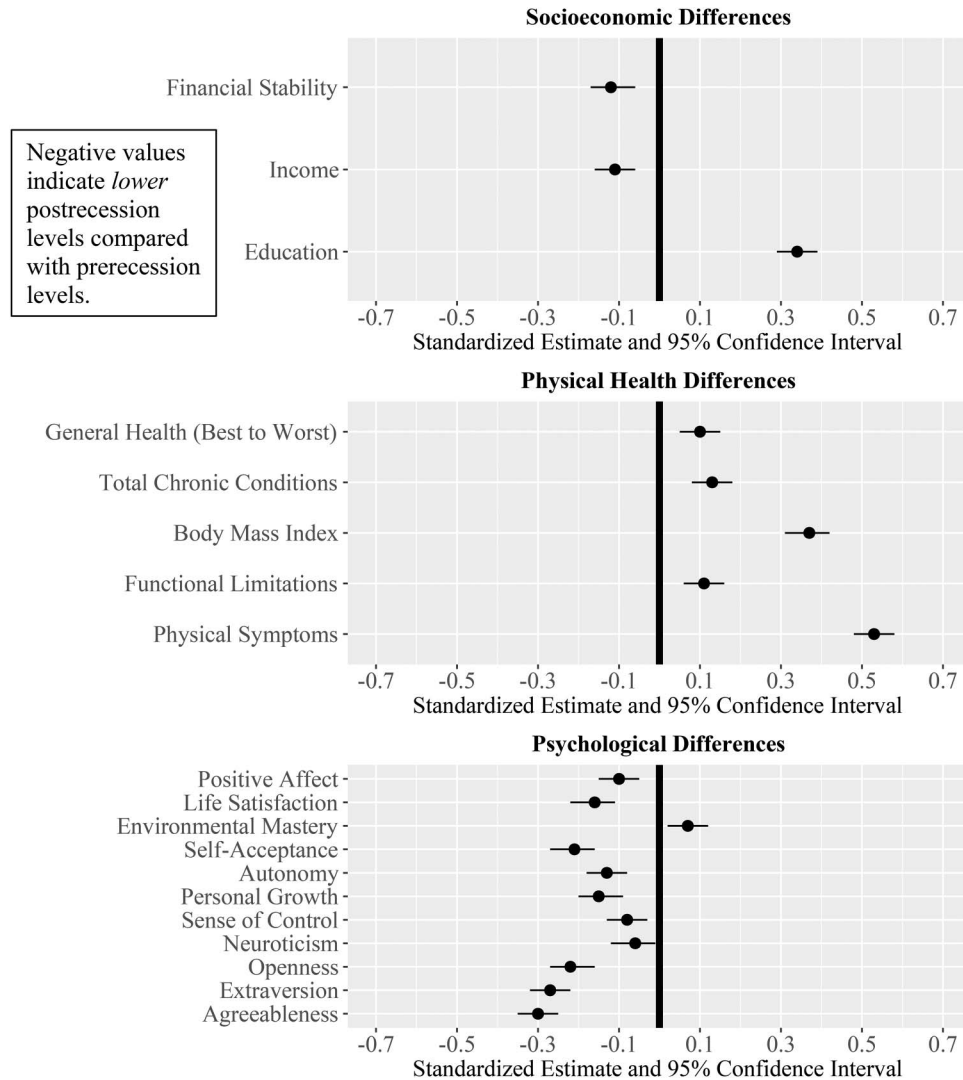 Socioeconomic Differences
Financial Stability
Income
Education
Negative values
indicate lower
postrecession
levels compared
with prerecession
levels.
-0.7 -0.5 -0.3 -0.1 0.1 0.3 0.5 0.7
Standardized Estimate and 95% Confidence Interval
Physical Health Differences
General Health (Best to Worst)
Total Chronic Conditions
Body Mass Index
Functional Limitations
Physical Symptoms
-0.7 -0.5 -0.3 -0.1 0.1 0.3 0.5 0.7
Standardized Estimate and 95% Confidence Interval
Psychological Differences
Positive Affect
Life Satisfaction
Environmental Mastery
Self-Acceptance
Autonomy
Personal Growth
Sense of Control
Neuroticism
Openness
Extraversion
Agreeableness
-0.7 -0.5 -0.3 -0.1 0.1 0.3 0.5 0.7
Standardized Estimate and 95% Confidence Interval